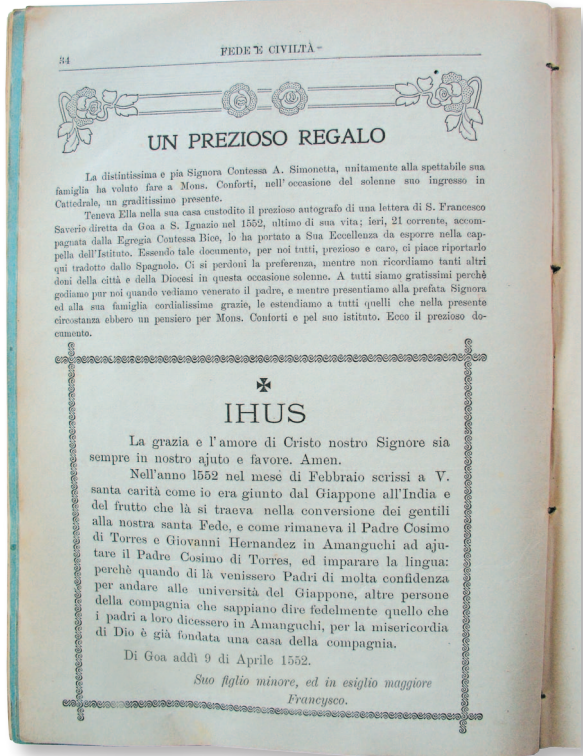 34
FEDE E CIVILTÀ
UN PREZIOSO REGALO
La distintissima e pia Signora Contessa A. Simonetta, unitamente alla spettabile sua
famiglia ha voluto fare a Mons. Conforti, nell'occasione del solenne suo ingresso in
Cattedrale, un graditissimo presente.
Teneva Ella nella sua casa custodito il prezioso autografo di una lettera di S. Francesco
Saverio diretta da Goa a S. Ignazio nel 1552, ultimo di sua vita; ieri, 21 corrente, accom-
pagnata dalla Egregia Contessa Bice, lo ha portato a Sua Eccellenza da esporre nella cap-
pella dell'Istituto. Essendo tale documento, per noi tutti, prezioso e caro, ci piace riportarlo
qui tradotto dallo Spagnolo. Ci si perdoni la preferenza, mentre non ricordiamo tanti altri
doni della città e della Diocesi in questa occasione solenne. A tutti siamo gratissimi perchè
godiamo pur noi quando vediamo venerato il padre, e mentre presentiamo alla prefata Signora
ed alla sua famiglia cordialissime grazie, le estendiamo a tutti quelli che nella presente
circostanza ebbero un pensiero per Mons. Conforti e pel suo istituto. Ecco il prezioso do-
cumento.
✠
IHUS
La grazia e l'amore di Cristo nostro Signore sia
sempre in nostro ajuto e favore. Amen.
Nell'anno 1552 nel mese di Febbraio scrissi a V.
santa carità come io era giunto dal Giappone all'India e
del frutto che là si traeva nella conversione dei gentili
alla nostra santa Fede, e come rimaneva il Padre Cosimo
di Torres e Giovanni Hernandez in Amanguchi ad aju-
tare il Padre Cosimo di Torres, ed imparare la lingua:
perchè quando di là venissero Padri di molta confidenza
per andare alle università del Giappone, altre persone
della compagnia che sappiano dire fedelmente quello che
i padri a loro dicessero in Amanguchi, per la misericordia
di Dio è già fondata una casa della compagnia.
Di Goa addì 9 di Aprile 1552.
Suo figlio minore, ed in esiglio maggiore
Francysco.